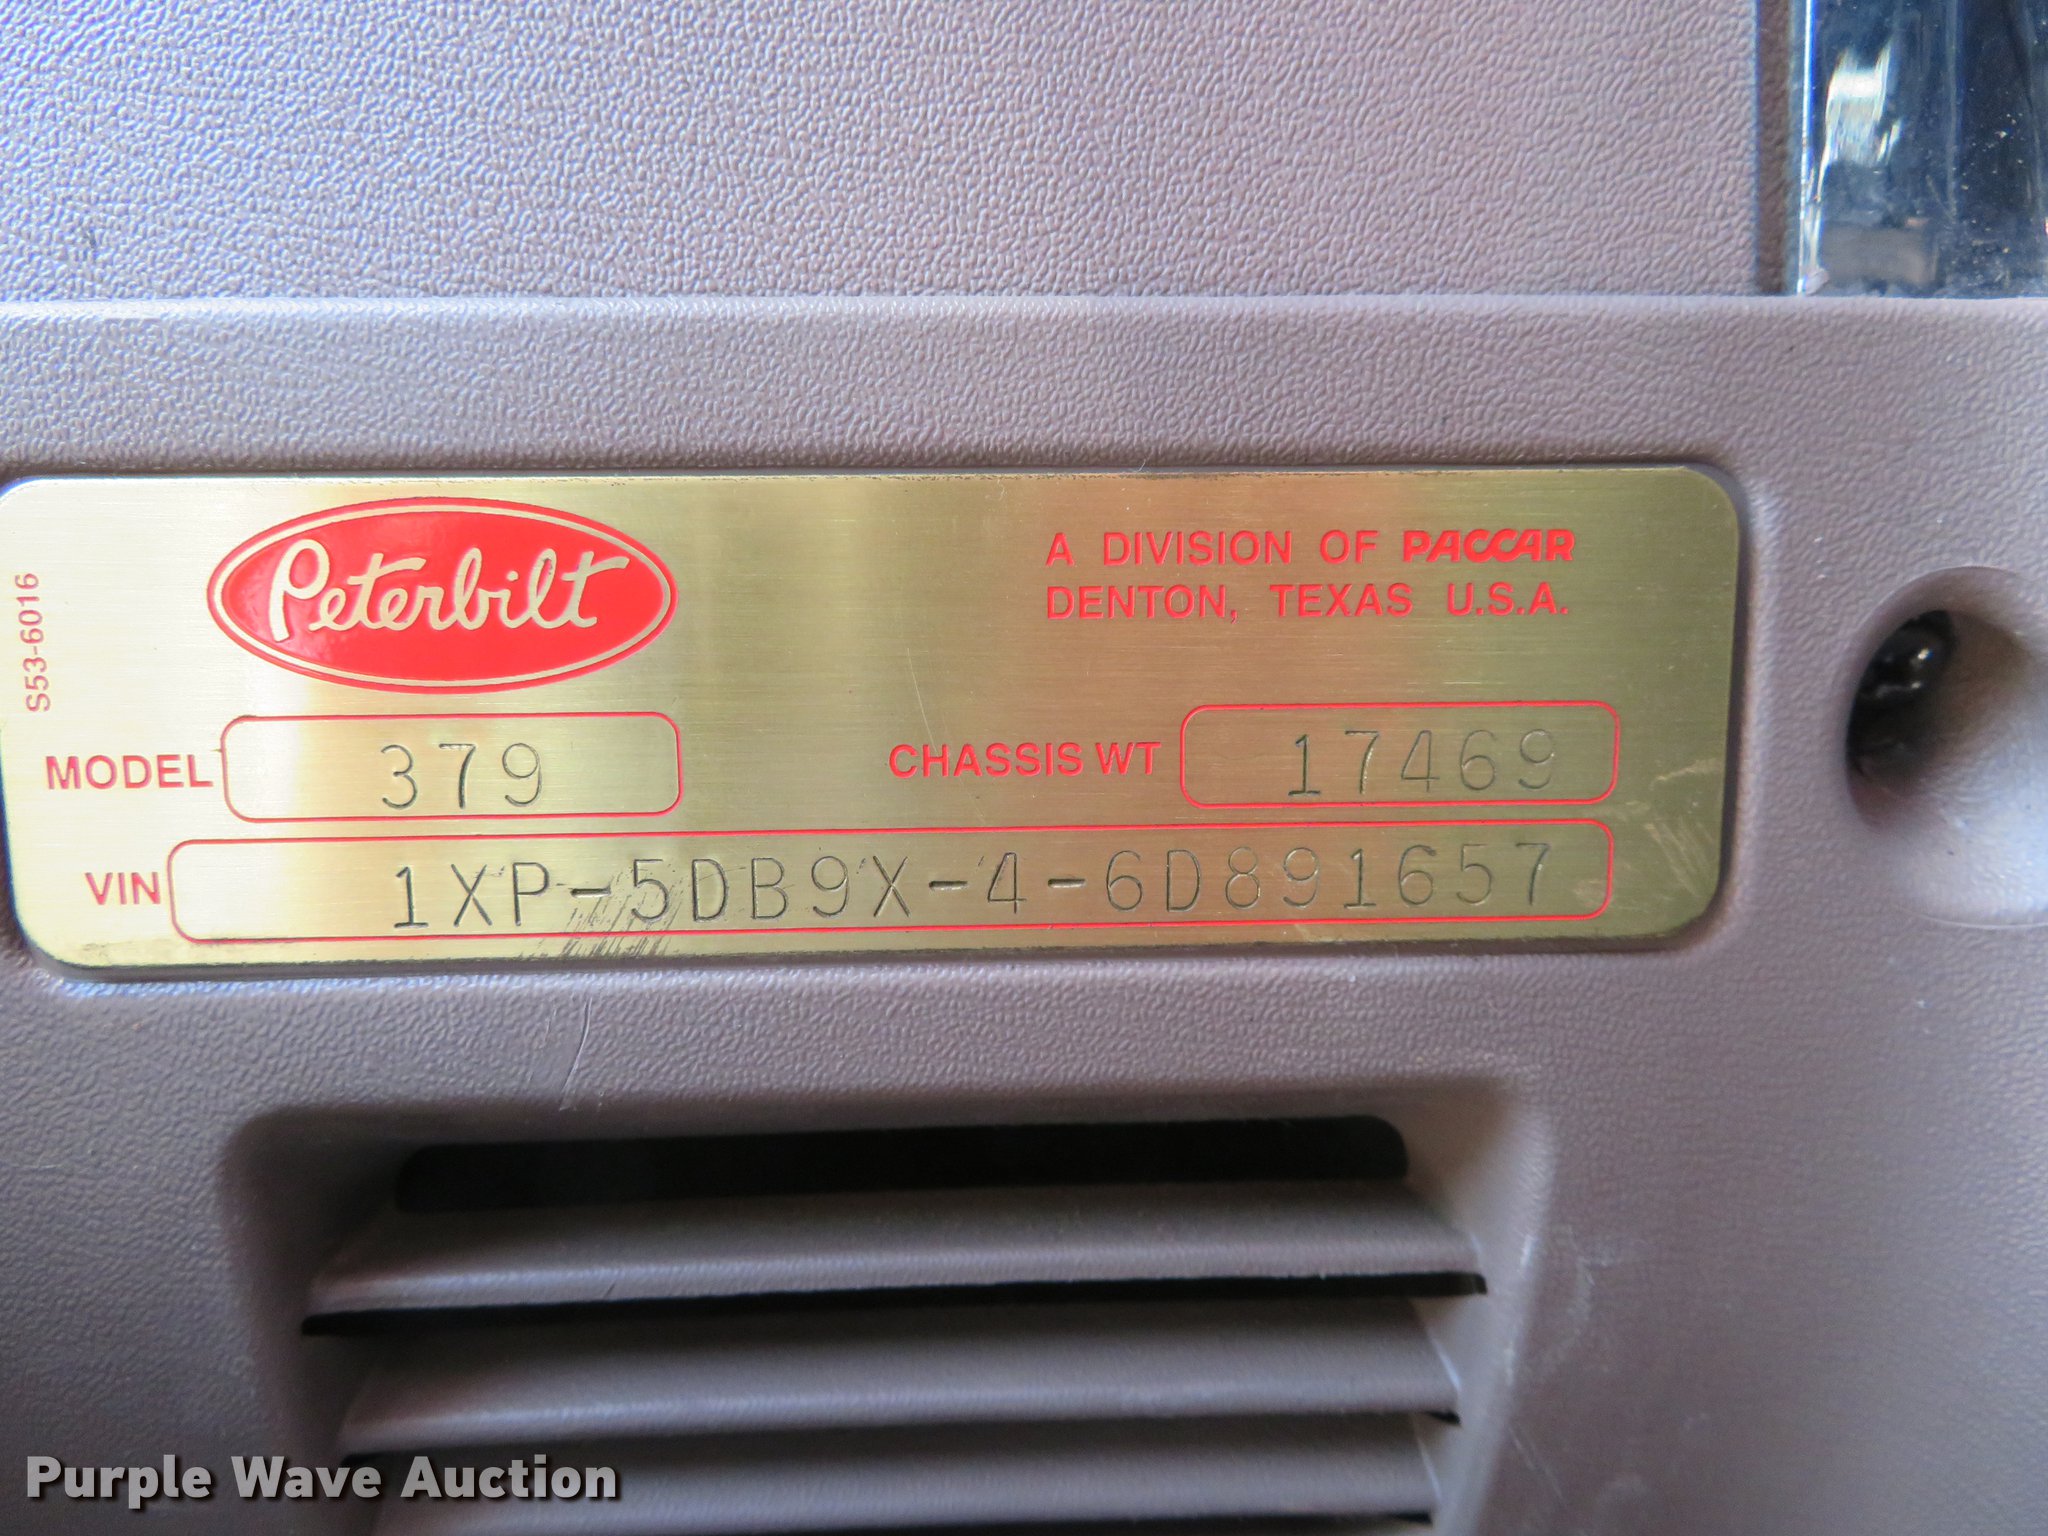 S53-6016
Peterbilt
A DIVISION OF PACCAR
DENTON, TEXAS U.S.A.
MODEL 379 CHASSIS WT 17469
VIN 1XP-5DB9X-4-6D891657
Purple Wave Auction